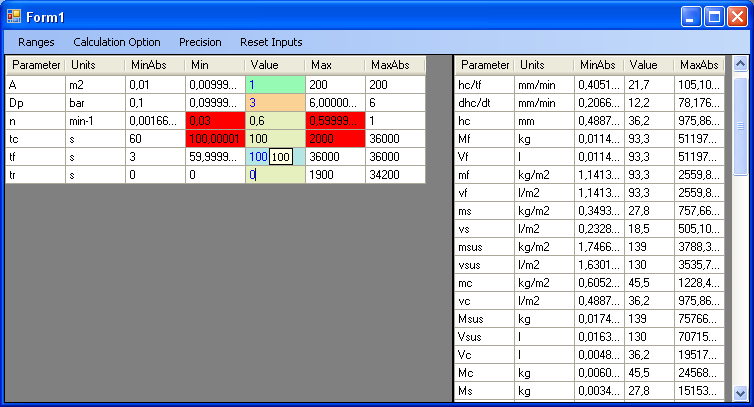 Form1
Ranges Calculation Option Precision Reset Inputs
Parameter Units MinAbs Min Value Max MaxAbs
A m2 0,01 0,00999... 1 200 200
Dp bar 0,1 0,09999... 3 6,00000... 6
n min-1 0,00166... 0,03 0,6 0,59999... 1
tc s 60 100,00001 100 2000 36000
tf s 3 59,9999... 100 100 36000 36000
tr s 0 0 0 1900 34200
Parameter Units MinAbs Value MaxAbs
hc/tf mm/min 0,4051... 21,7 105,10...
dhc/dt mm/min 0,2066... 12,2 78,176...
hc mm 0,4887... 36,2 975,86...
Mf kg 0,0114... 93,3 51197...
Vf l 0,0114... 93,3 51197...
mf kg/m2 1,1413... 93,3 2559,8...
vf l/m2 1,1413... 93,3 2559,8...
ms kg/m2 0,3493... 27,8 757,66...
vs l/m2 0,2328... 18,5 505,10...
msus kg/m2 1,7466... 139 3788,3...
vsus l/m2 1,6301... 130 3535,7...
mc kg/m2 0,6052... 45,5 1228,4...
vc l/m2 0,4887... 36,2 975,86...
Msus kg 0,0174... 139 75766...
Vsus l 0,0163... 130 70715...
Vc l 0,0048... 36,2 19517...
Mc kg 0,0060... 45,5 24568...
Ms kg 0,0034... 27,8 15153...